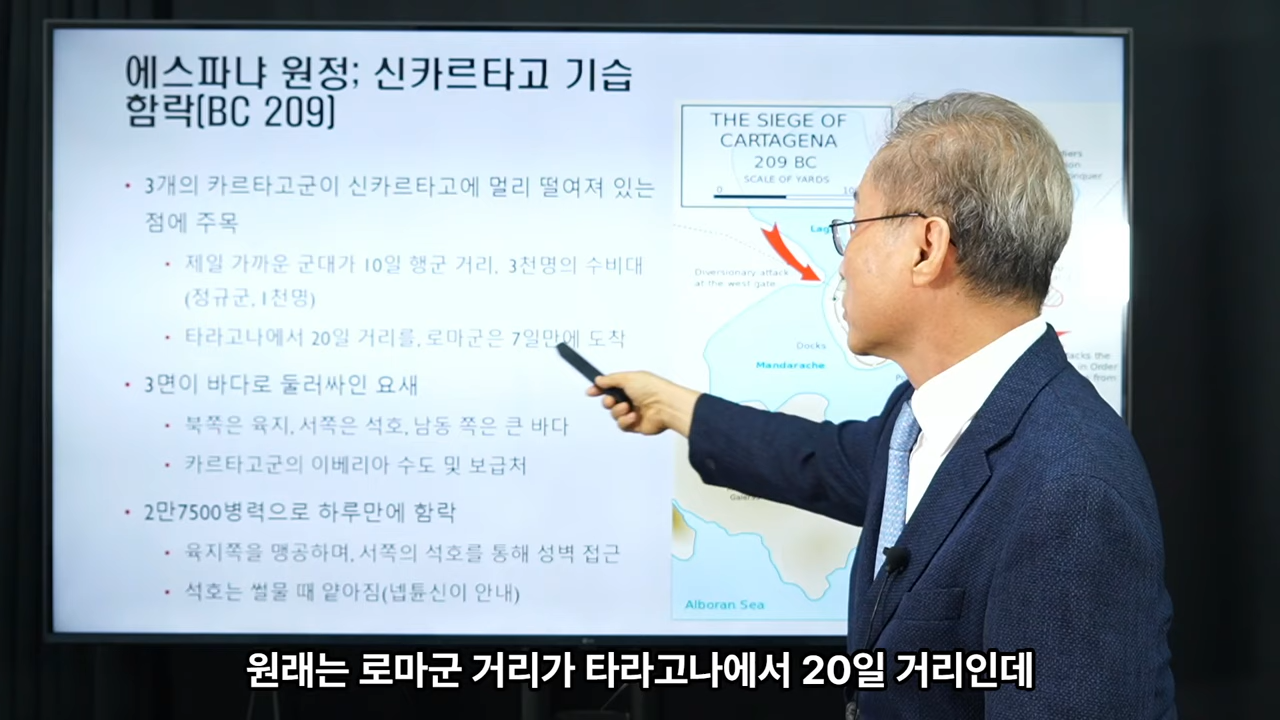 에스파냐 원정; 신카르타고 기습
함락(BC 209)
• 3개의 카르타고군이 신카르타고에 멀리 떨여져 있는
점에 주목
• 제일 가까운 군대가 10일 행군 거리, 3천명의 수비대
(정규군, 1천명)
• 타라고나에서 20일 거리를, 로마군은 7일만에 도착
• 3면이 바다로 둘러싸인 요새
• 북쪽은 육지, 서쪽은 석호, 남동 쪽은 큰 바다
• 카르타고군의 이베리아 수도 및 보급처
• 2만7500병력으로 하루만에 함락
• 육지쪽을 맹공하며, 서쪽의 석호를 통해 성벽 접근
• 석호는 썰물 때 얕아짐(넵튠신이 안내)
THE SIEGE OF
CARTAGENA
209 BC
SCALE OF YARDS
0 10
Diversionary attack
at the west gate
Docks
Mandarache
Alboran Sea
in Order
from
원래는 로마군 거리가 타라고나에서 20일 거리인데